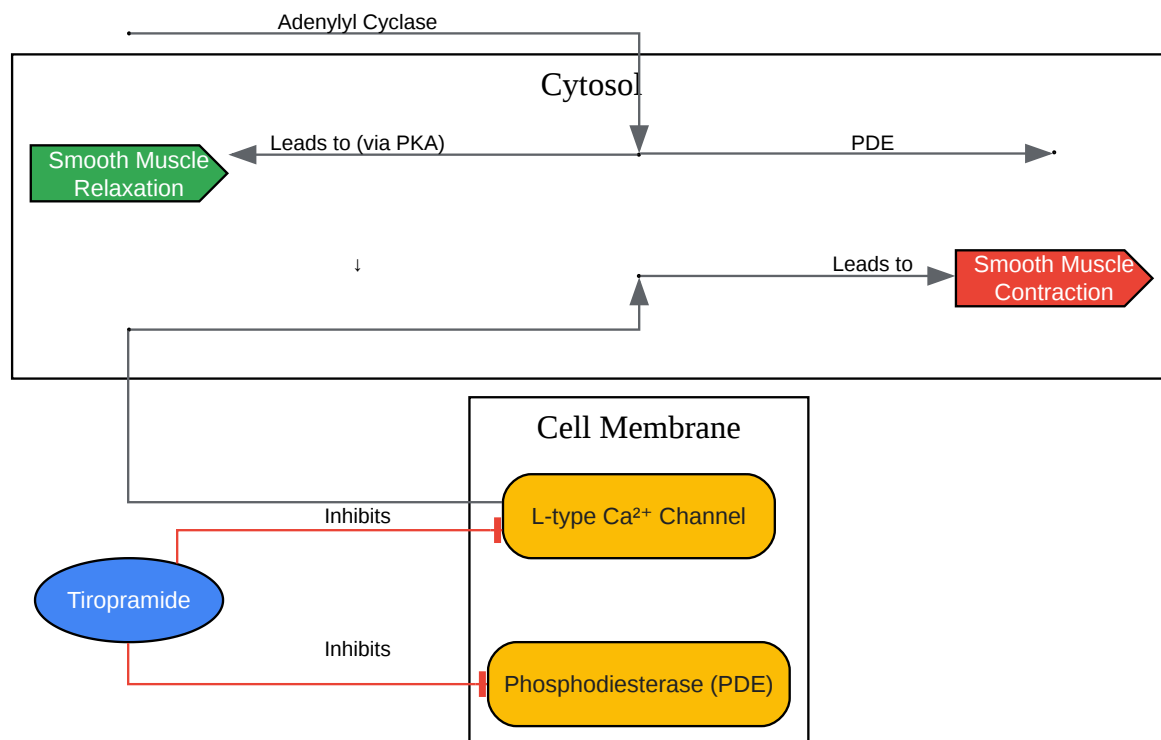 Adenylyl Cyclase
Cytosol
Leads to (via PKA)
PDE
Smooth Muscle
Relaxation
↓
Leads to
Smooth Muscle
Contraction
Cell Membrane
L-type Ca²⁺ Channel
Inhibits
Tiropramide
Inhibits
Phosphodiesterase (PDE)